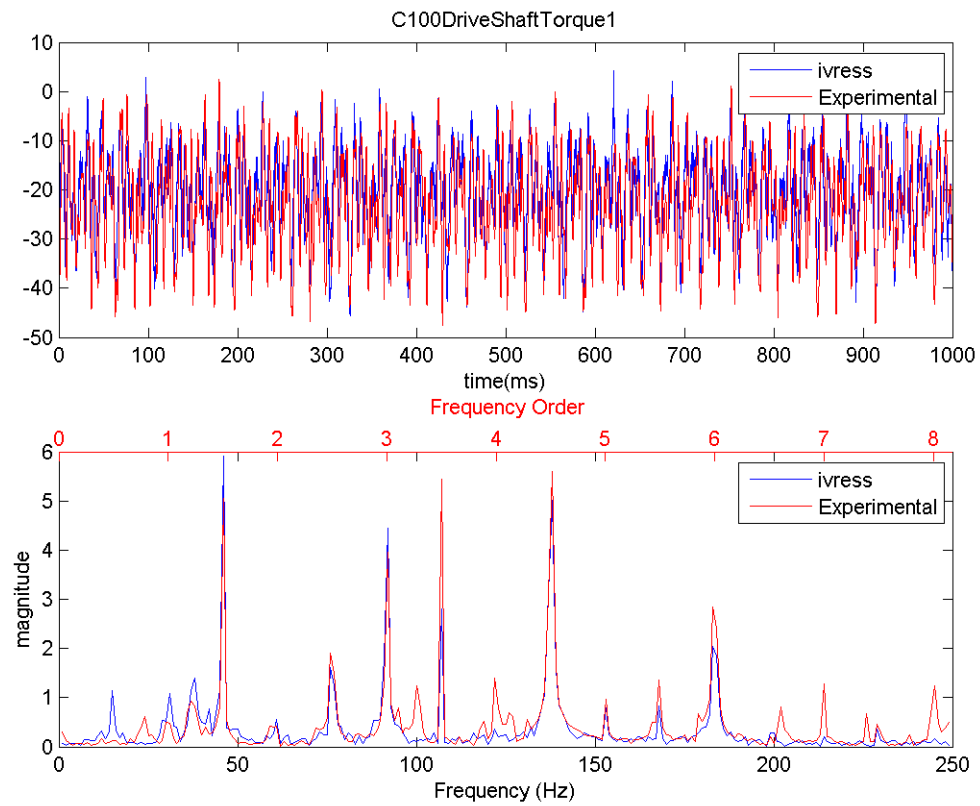 C100DriveShaftTorque1
10
0
-10
-20
-30
-40
-50
ivress
Experimental
0 100 200 300 400 500 600 700 800 900 1000
time(ms)
Frequency Order
0 1 2 3 4 5 6 7 8
6
5
4
3
2
1
0
magnitude
ivress
Experimental
0 50 100 150 200 250
Frequency (Hz)